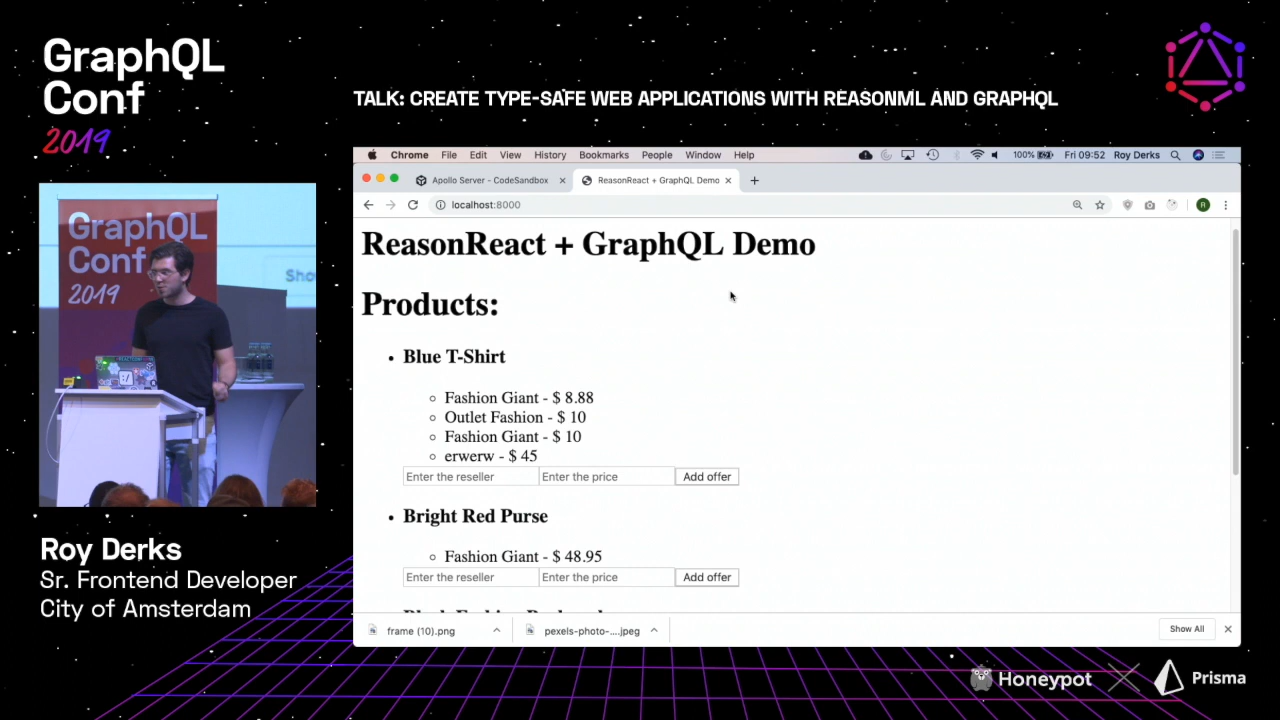 GraphQL
Conf
2019
TALK: CREATE TYPE-SAFE WEB APPLICATIONS WITH REASONML AND GRAPHQL
Chrome File Edit View History Bookmarks People Window Help 100% Fri 09:52 Roy Derks
Apollo Server - CodeSandbox
ReasonReact + GraphQL Demo
localhost:8000
R
ReasonReact + GraphQL Demo
Products:
Blue T-Shirt
Fashion Giant - $ 8.88
Outlet Fashion - $ 10
Fashion Giant - $ 10
erwerw - $ 45
Enter the reseller Enter the price Add offer
Bright Red Purse
Fashion Giant - $ 48.95
Enter the reseller Enter the price Add offer
frame (10).png
pexels-photo-....jpeg
Show All
GraphQL
Conf
2019
Sho
Roy Derks
Sr. Frontend Developer
City of Amsterdam
Honeypot
Prisma